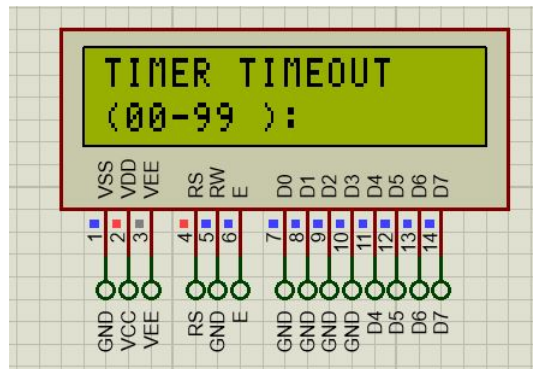 TIMER TIMEOUT
(00-99 ):
VSS VDD VEE RS RW E D0 D1 D2 D3 D4 D5 D6 D7
1 2 3 4 5 6 7 8 9 10 11 12 13 14
GND VCC VEE RS GND E GND GND GND GND D4 D5 D6 D7